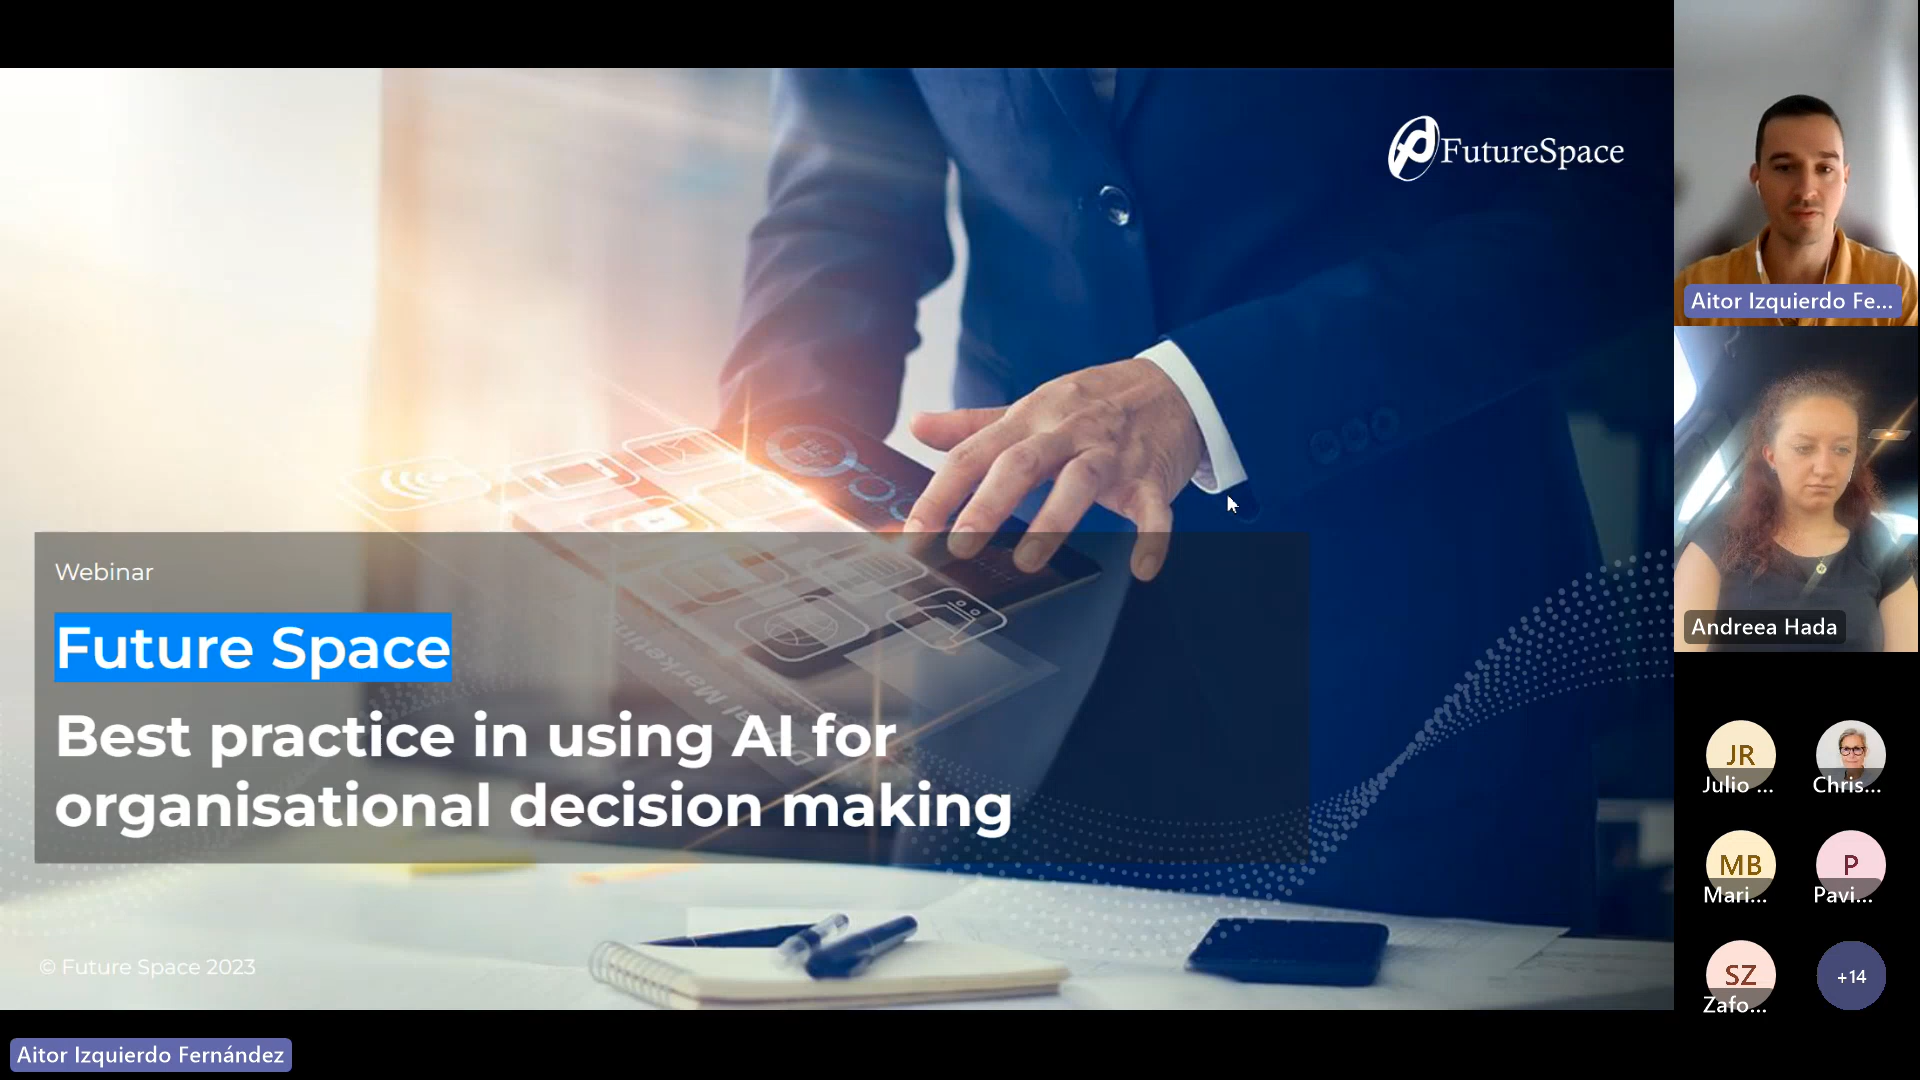 FutureSpace
Webinar
Future Space
Best practice in using AI for
organisational decision making
© Future Space 2023
Aitor Izquierdo Fernández
Aitor Izquierdo Fe...
Andreea Hada
JR
Julio ...
Chris...
MB
Mari...
P
Pavi...
SZ
Zafo...
+14